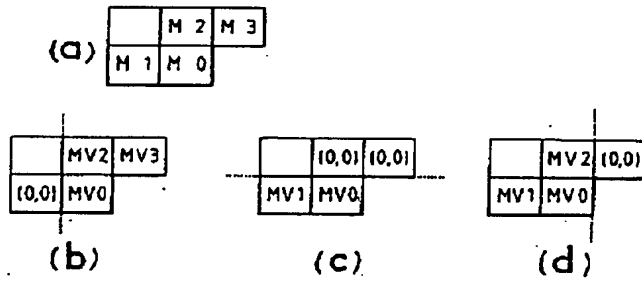 M 2 M 3
(a)
M 1 M 0
MV2 MV3
(0,0) MV0
(b)
(0,0) (0,0)
MV1 MV0
(c)
MV2 (0,0)
MV1 MV0
(d)